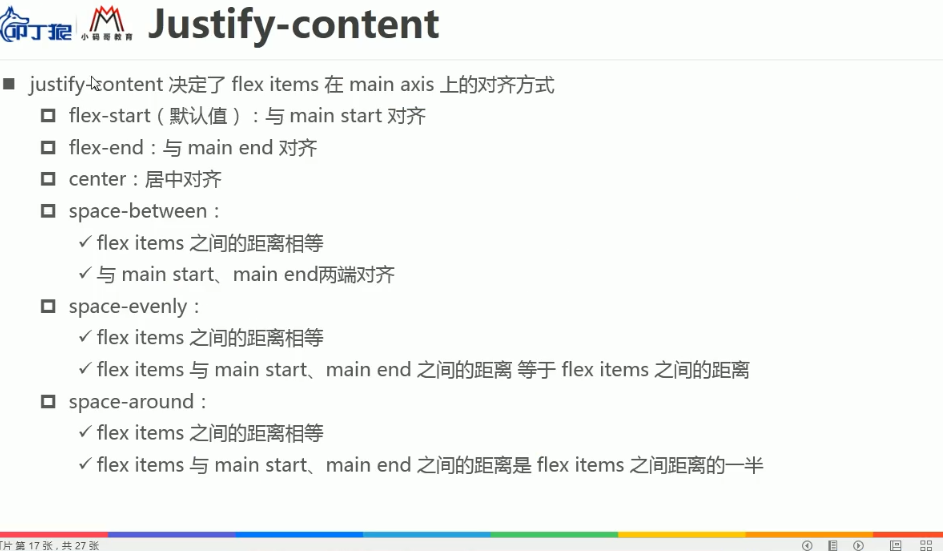 叩丁狼 小码哥教育 Justify-content
justify-content 决定了 flex items 在 main axis 上的对齐方式
flex-start（默认值）：与 main start 对齐
flex-end：与 main end 对齐
center：居中对齐
space-between：
✓ flex items 之间的距离相等
✓ 与 main start、main end两端对齐
space-evenly：
✓ flex items 之间的距离相等
✓ flex items 与 main start、main end 之间的距离 等于 flex items 之间的距离
space-around：
✓ flex items 之间的距离相等
✓ flex items 与 main start、main end 之间的距离是 flex items 之间距离的一半
灯片 第 17 张，共 27 张